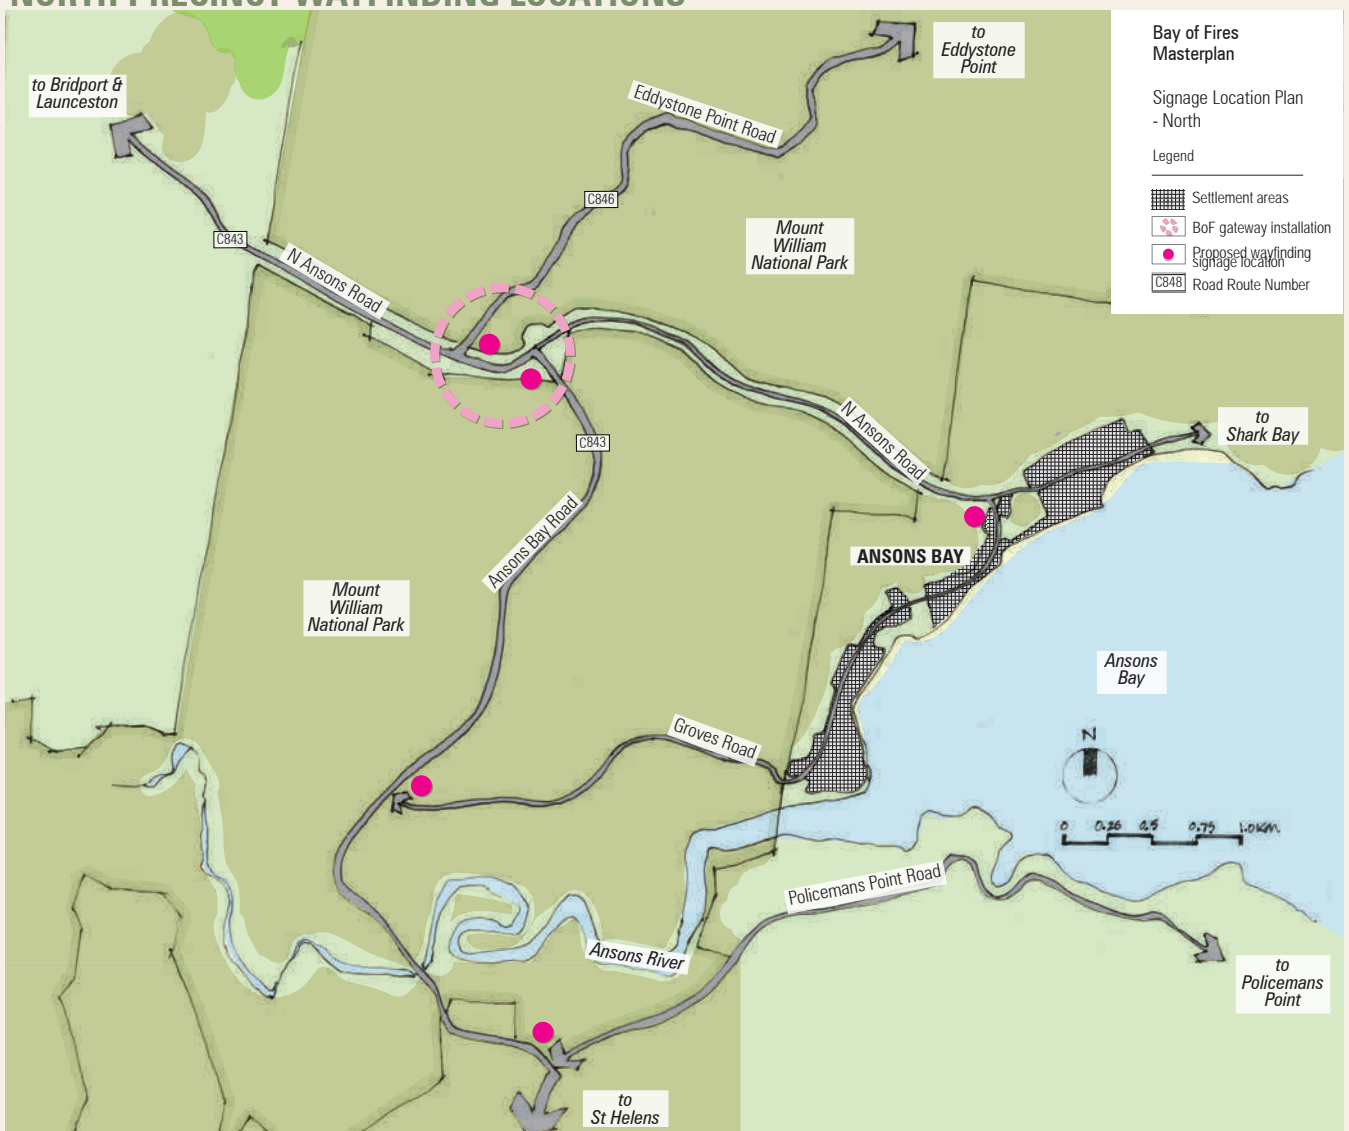 NORTH PRECINCT WAYFINDING LOCATIONS
Bay of Fires
Masterplan
Signage Location Plan
- North
Legend
Settlement areas
BoF gateway installation
Proposed wayfinding
signage location
C848 Road Route Number
to
Eddystone
Point
to Bridport &
Launceston
Eddystone Point Road
C846
C843
Mount
William
National Park
N Ansons Road
C843
N Ansons Road
to
Shark Bay
Ansons Bay Road
ANSONS BAY
Mount
William
National Park
Ansons
Bay
Groves Road
N
0 0.25 0.5 0.75 1.0KM
Policemans Point Road
Ansons River
to
Policemans
Point
to
St Helens